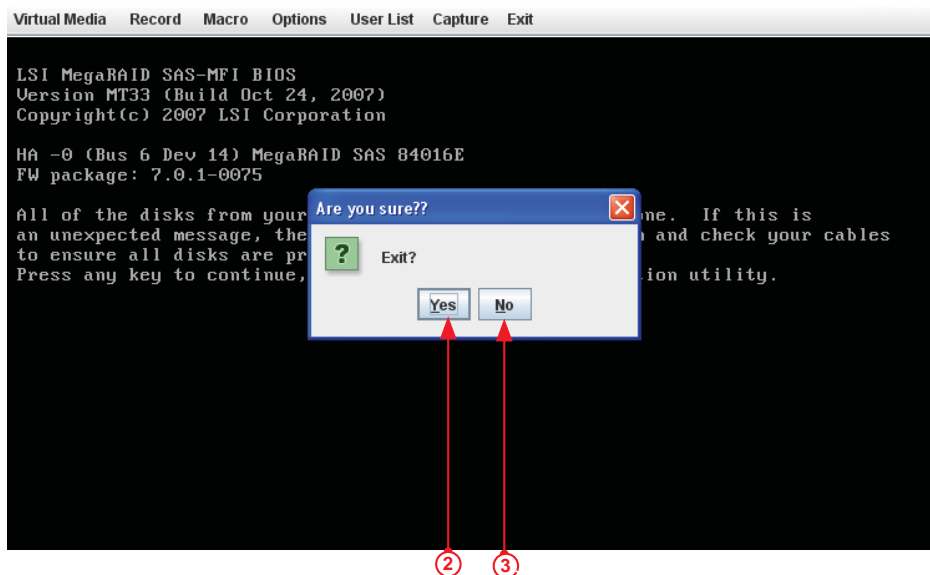 Virtual Media Record Macro Options User List Capture Exit
LSI MegaRAID SAS-MFI BIOS
Version MT33 (Build Oct 24, 2007)
Copyright(c) 2007 LSI Corporation
HA -0 (Bus 6 Dev 14) MegaRAID SAS 84016E
FW package: 7.0.1-0075
All of the disks from your ne. If this is
an unexpected message, the and check your cables
to ensure all disks are pr
Press any key to continue, ion utility.
Are you sure??
?
Exit?
Yes No
2 3